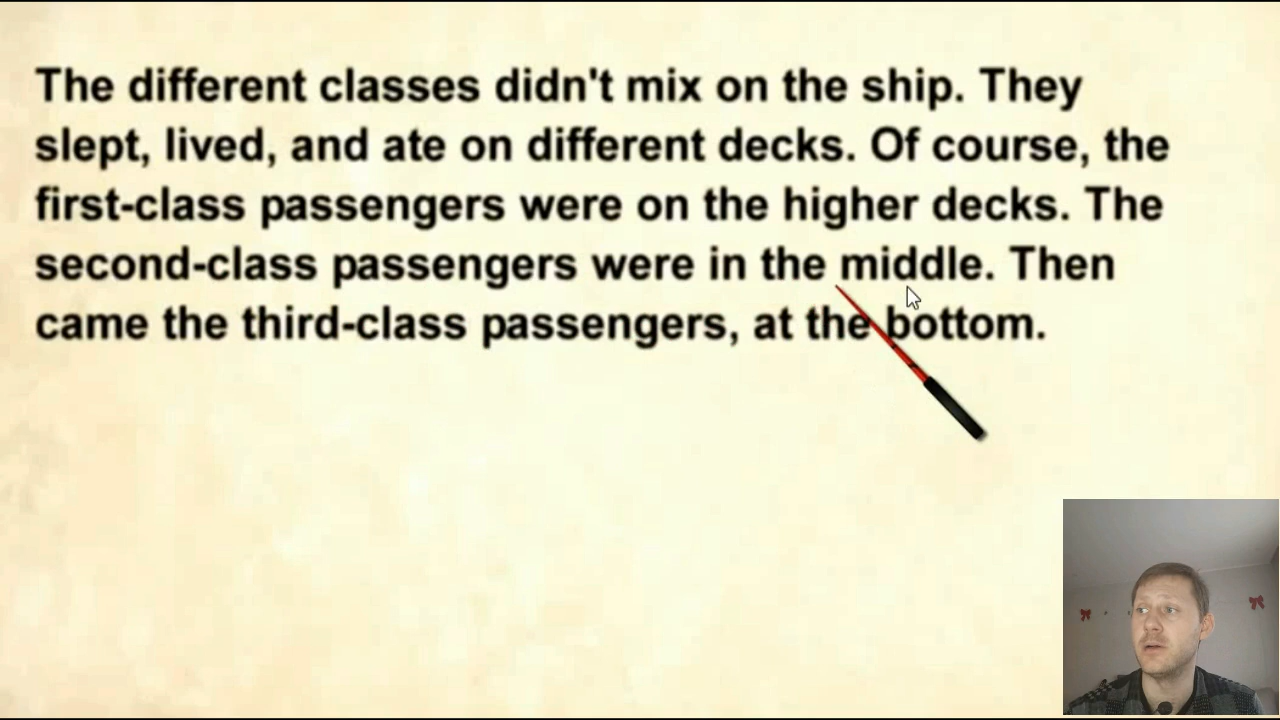 The different classes didn't mix on the ship. They
slept, lived, and ate on different decks. Of course, the
first-class passengers were on the higher decks. The
second-class passengers were in the middle. Then
came the third-class passengers, at the bottom.